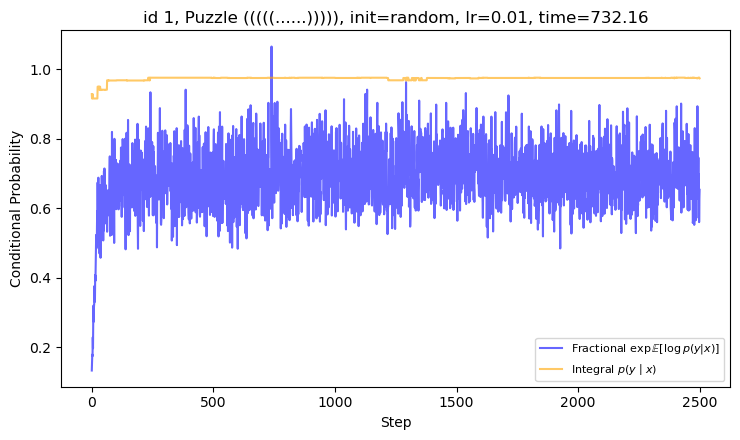 id 1, Puzzle (((((......))))), init=random, lr=0.01, time=732.16
Conditional Probability
1.0
0.8
0.6
0.4
0.2
0
500
1000
1500
2000
2500
Step
Fractional exp𝔼[log p(y|x)]
Integral p(y | x)